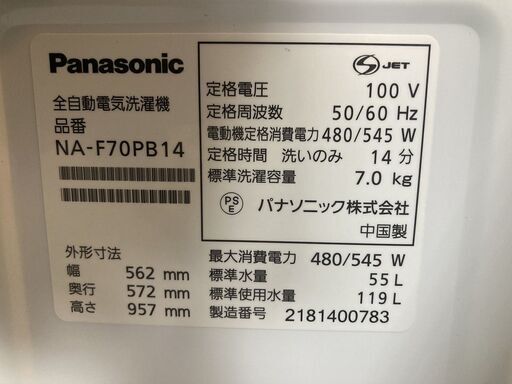 Panasonic
全自動電気洗濯機
品番
NA-F70PB14
外形寸法
幅 562 mm
奥行 572 mm
高さ 957 mm
S JET
定格電圧 100 V
定格周波数 50/60 Hz
電動機定格消費電力 480/545 W
定格時間 洗いのみ 14 分
標準洗濯容量 7.0 kg
PS E パナソニック株式会社
中国製
最大消費電力 480/545 W
標準水量 55 L
標準使用水量 119 L
製造番号 2181400783